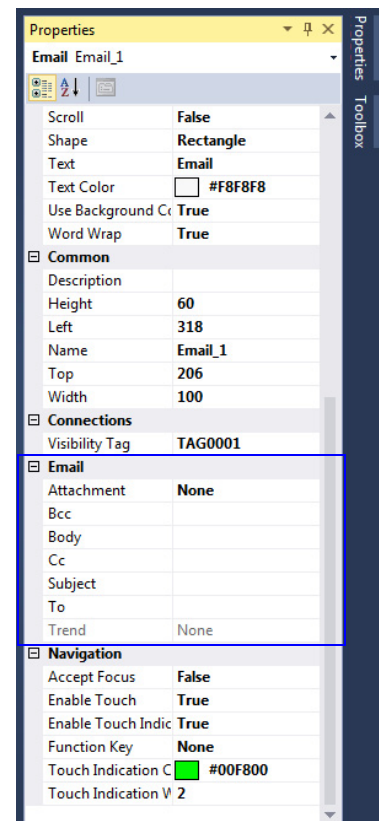 Properties
Email Email_1
Scroll False
Shape Rectangle
Text Email
Text Color #F8F8F8
Use Background Cc True
Word Wrap True
Common
Description
Height 60
Left 318
Name Email_1
Top 206
Width 100
Connections
Visibility Tag TAG0001
Email
Attachment None
Bcc
Body
Cc
Subject
To
Trend None
Navigation
Accept Focus False
Enable Touch True
Enable Touch Indic True
Function Key None
Touch Indication C #00F800
Touch Indication W 2
Properties
Toolbox